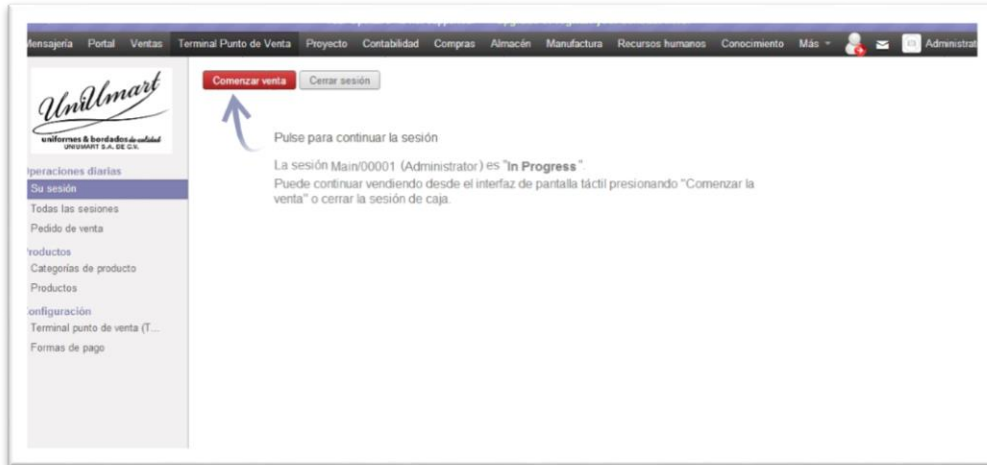 Mensajería Portal Ventas Terminal Punto de Venta Proyecto Contabilidad Compras Almacén Manufactura Recursos humanos Conocimiento Más Administrat
UniUmart
uniformes & bordados de calidad
UNIUMART S.A. DE C.V.
Operaciones diarias
Su sesión
Todas las sesiones
Pedido de venta
Productos
Categorías de producto
Productos
Configuración
Terminal punto de venta (T...
Formas de pago
Comenzar venta Cerrar sesión
Pulse para continuar la sesión
La sesión Main/00001 (Administrator) es "In Progress".
Puede continuar vendiendo desde el interfaz de pantalla táctil presionando "Comenzar la
venta" o cerrar la sesión de caja.